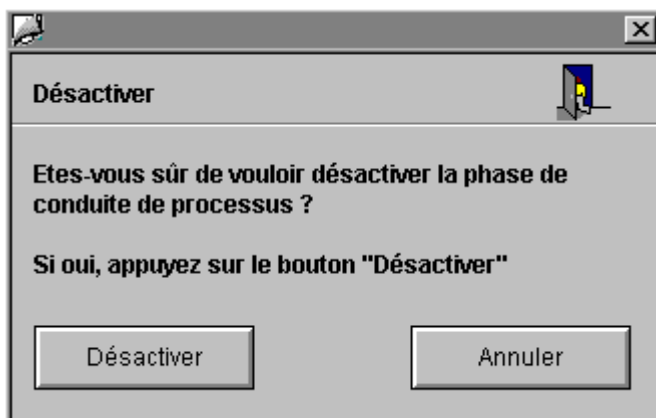 Désactiver
Etes-vous sûr de vouloir désactiver la phase de
conduite de processus ?
Si oui, appuyez sur le bouton "Désactiver"
Désactiver
Annuler